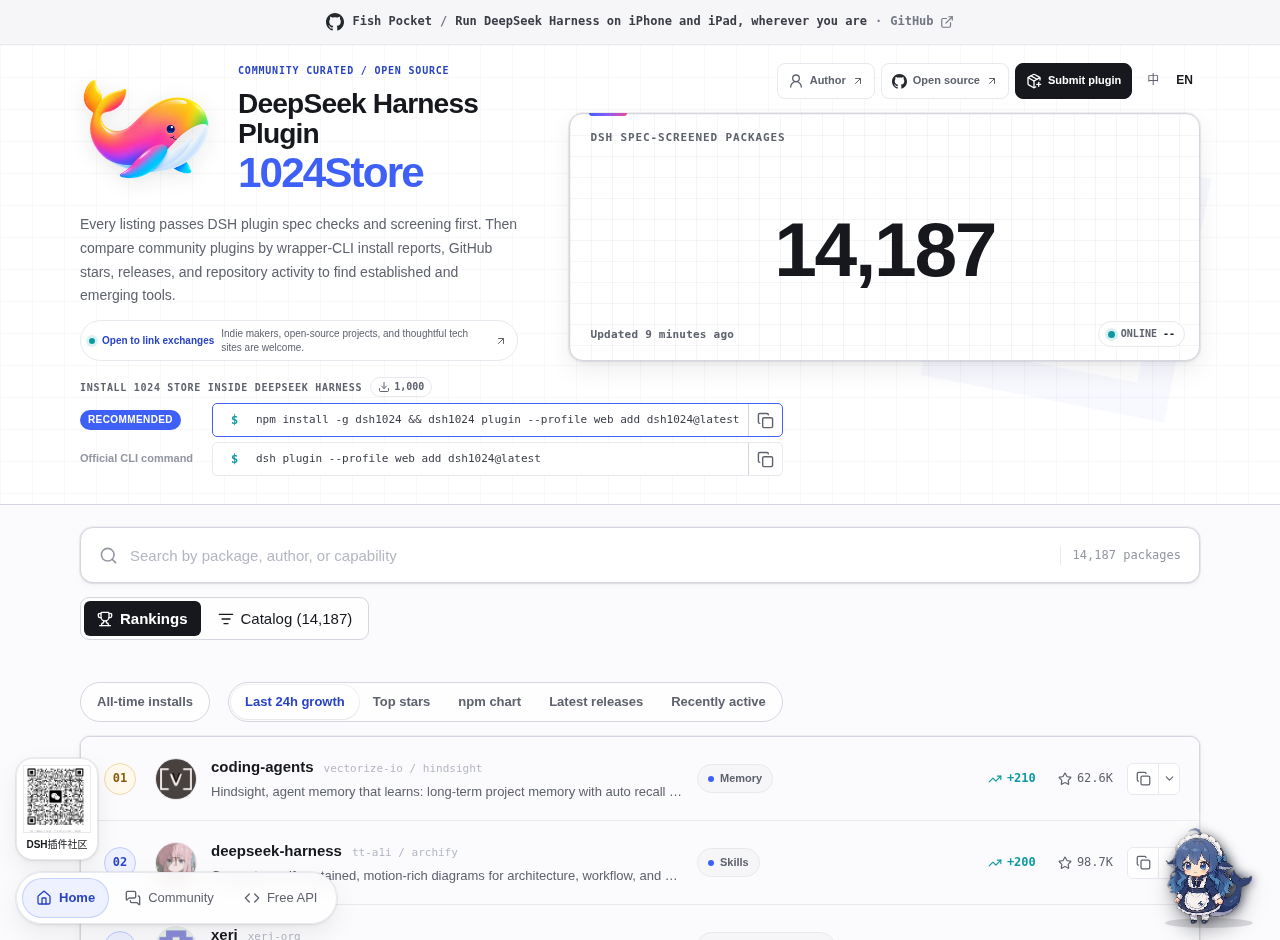 Fish Pocket / Run DeepSeek Harness on iPhone and iPad, wherever you are · GitHub
COMMUNITY CURATED / OPEN SOURCE
DeepSeek Harness
Plugin
1024Store
Author
Open source
Submit plugin
中
EN
Every listing passes DSH plugin spec checks and screening first. Then
compare community plugins by wrapper-CLI install reports, GitHub
stars, releases, and repository activity to find established and
emerging tools.
DSH SPEC-SCREENED PACKAGES
14,187
Updated 9 minutes ago
ONLINE --
Open to link exchanges
Indie makers, open-source projects, and thoughtful tech
sites are welcome.
INSTALL 1024 STORE INSIDE DEEPSEEK HARNESS
1,000
RECOMMENDED
$ npm install -g dsh1024 && dsh1024 plugin --profile web add dsh1024@latest
Official CLI command
$ dsh plugin --profile web add dsh1024@latest
Search by package, author, or capability
14,187 packages
Rankings
Catalog (14,187)
All-time installs
Last 24h growth
Top stars
npm chart
Latest releases
Recently active
01
coding-agents vectorize-io / hindsight
Hindsight, agent memory that learns: long-term project memory with auto recall …
Memory
+210
62.6K
02
deepseek-harness tt-a1i / archify
motion-rich diagrams for architecture, workflow, and …
Skills
+200
98.7K
xerj xerj-org
DSH插件社区
Home
Community
Free API